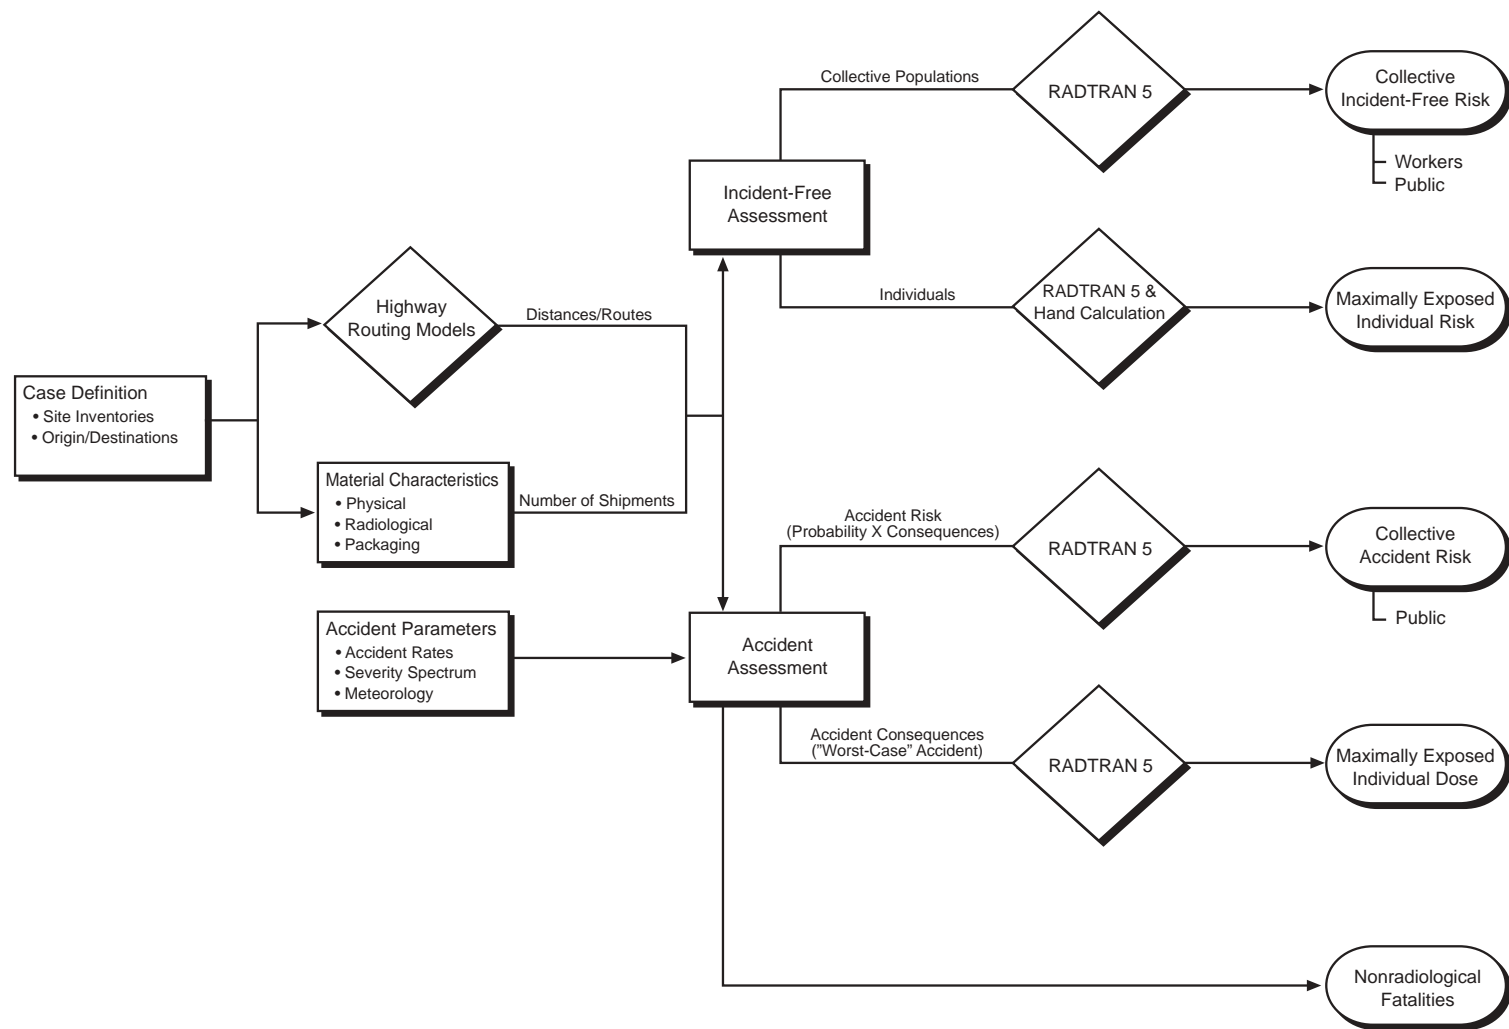 Collective Populations
RADTRAN 5
Collective
Incident-Free Risk
Workers
Public
Incident-Free
Assessment
Individuals
RADTRAN 5 &
Hand Calculation
Maximally Exposed
Individual Risk
Highway
Routing Models
Distances/Routes
Case Definition
• Site Inventories
• Origin/Destinations
Material Characteristics
• Physical
• Radiological
• Packaging
Number of Shipments
Accident Risk
(Probability X Consequences)
RADTRAN 5
Collective
Accident Risk
Public
Accident Parameters
• Accident Rates
• Severity Spectrum
• Meteorology
Accident
Assessment
Accident Consequences
("Worst-Case" Accident)
RADTRAN 5
Maximally Exposed
Individual Dose
Nonradiological
Fatalities